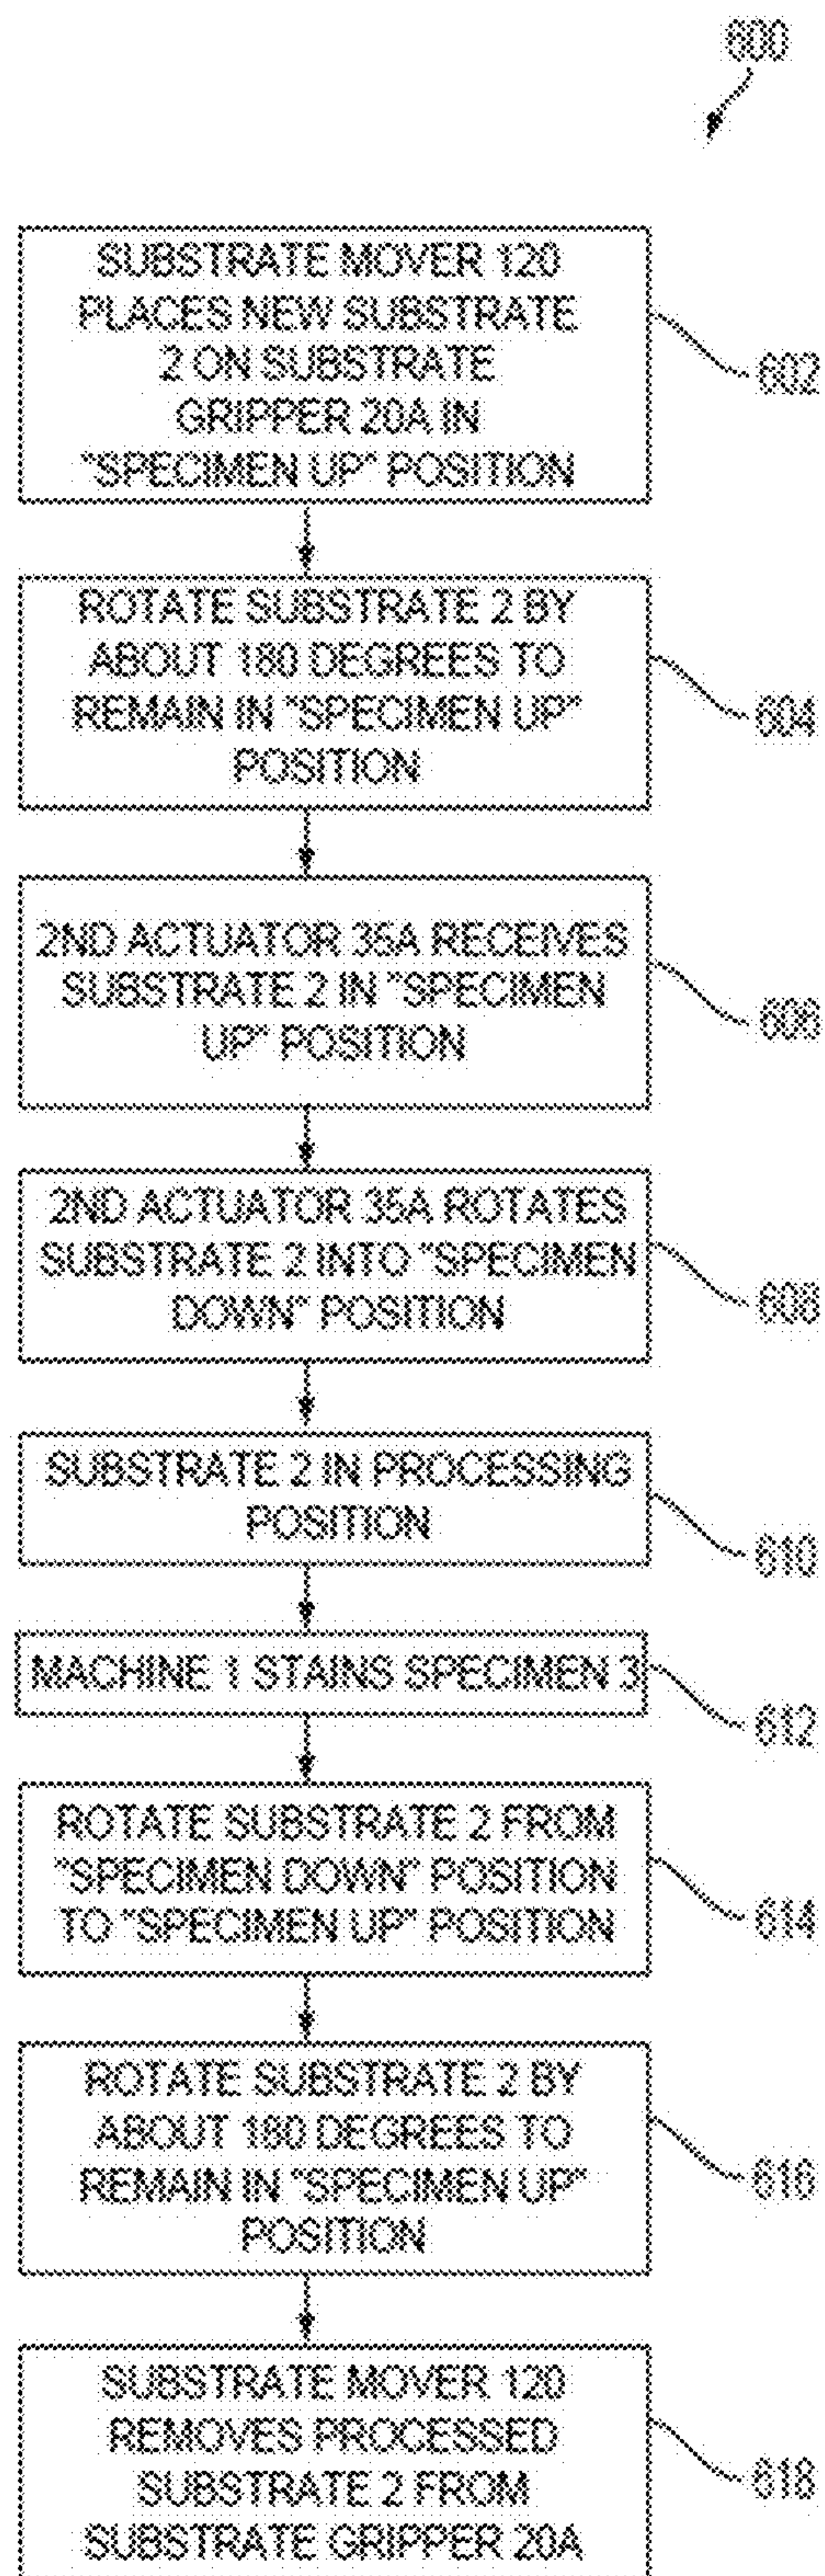 600
SUBSTRATE MOVER 120
PLACES NEW SUBSTRATE
2 ON SUBSTRATE
GRIPPER 20A IN
"SPECIMEN UP" POSITION
602
ROTATE SUBSTRATE 2 BY
ABOUT 180 DEGREES TO
REMAIN IN "SPECIMEN UP"
POSITION
604
2ND ACTUATOR 35A RECEIVES
SUBSTRATE 2 IN "SPECIMEN
UP" POSITION
606
2ND ACTUATOR 35A ROTATES
SUBSTRATE 2 INTO "SPECIMEN
DOWN" POSITION
608
SUBSTRATE 2 IN PROCESSING
POSITION
610
MACHINE 1 STAINS SPECIMEN 3
612
ROTATE SUBSTRATE 2 FROM
"SPECIMEN DOWN" POSITION
TO "SPECIMEN UP" POSITION
614
ROTATE SUBSTRATE 2 BY
ABOUT 180 DEGREES TO
REMAIN IN "SPECIMEN UP"
POSITION
616
SUBSTRATE MOVER 120
REMOVES PROCESSED
SUBSTRATE 2 FROM
SUBSTRATE GRIPPER 20A
618